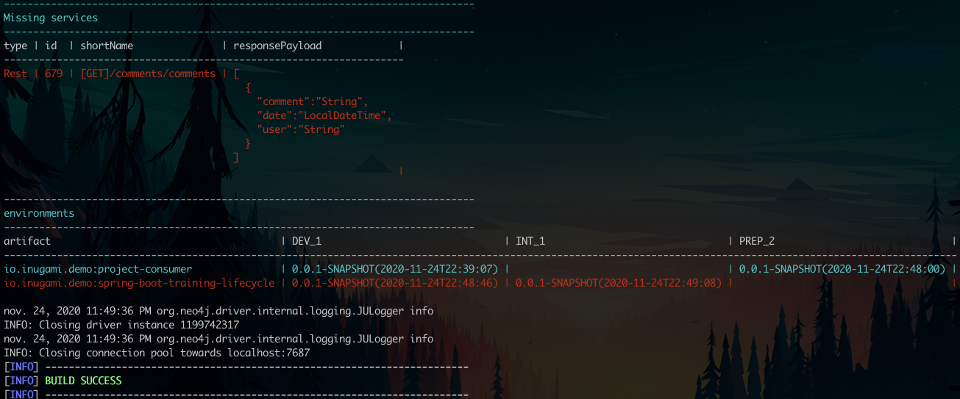 --------------------------------------------------------------------------------
Missing services
--------------------------------------------------------------------------------
type | id | shortName | responsePayload |
--------------------------------------------------------------------
Rest | 679 | [GET]/comments/comments | [
{
"comment":"String",
"date":"LocalDateTime",
"user":"String"
}
]
|
--------------------------------------------------------------------------------
environments
--------------------------------------------------------------------------------
artifact | DEV_1 | INT_1 | PREP_2 |
--------------------------------------------------------------------------------
io.inugami.demo:project-consumer | 0.0.1-SNAPSHOT(2020-11-24T22:39:07) | | 0.0.1-SNAPSHOT(2020-11-24T22:48:00) |
io.inugami.demo:spring-boot-training-lifecycle | 0.0.1-SNAPSHOT(2020-11-24T22:48:46) | 0.0.1-SNAPSHOT(2020-11-24T22:49:08) | |
nov. 24, 2020 11:49:36 PM org.neo4j.driver.internal.logging.JULogger info
INFO: Closing driver instance 1199742317
nov. 24, 2020 11:49:36 PM org.neo4j.driver.internal.logging.JULogger info
INFO: Closing connection pool towards localhost:7687
[INFO] ------------------------------------------------------------------------
[INFO] BUILD SUCCESS
[INFO] ------------------------------------------------------------------------